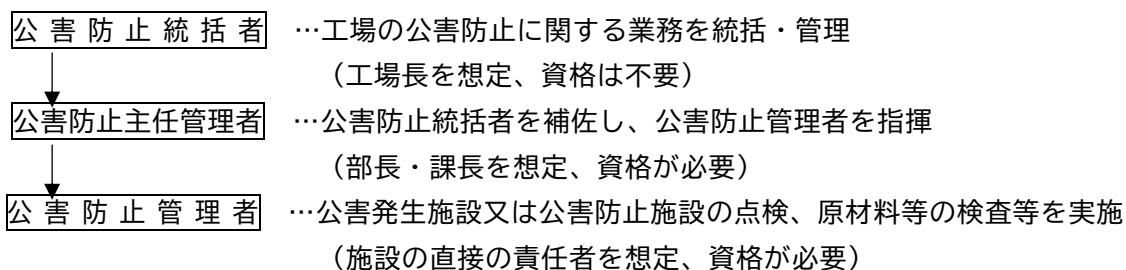 公害防止統括者 …工場の公害防止に関する業務を統括・管理
（工場長を想定、資格は不要）
公害防止主任管理者 …公害防止統括者を補佐し、公害防止管理者を指揮
（部長・課長を想定、資格が必要）
公害防止管理者 …公害発生施設又は公害防止施設の点検、原材料等の検査等を実施
（施設の直接の責任者を想定、資格が必要）